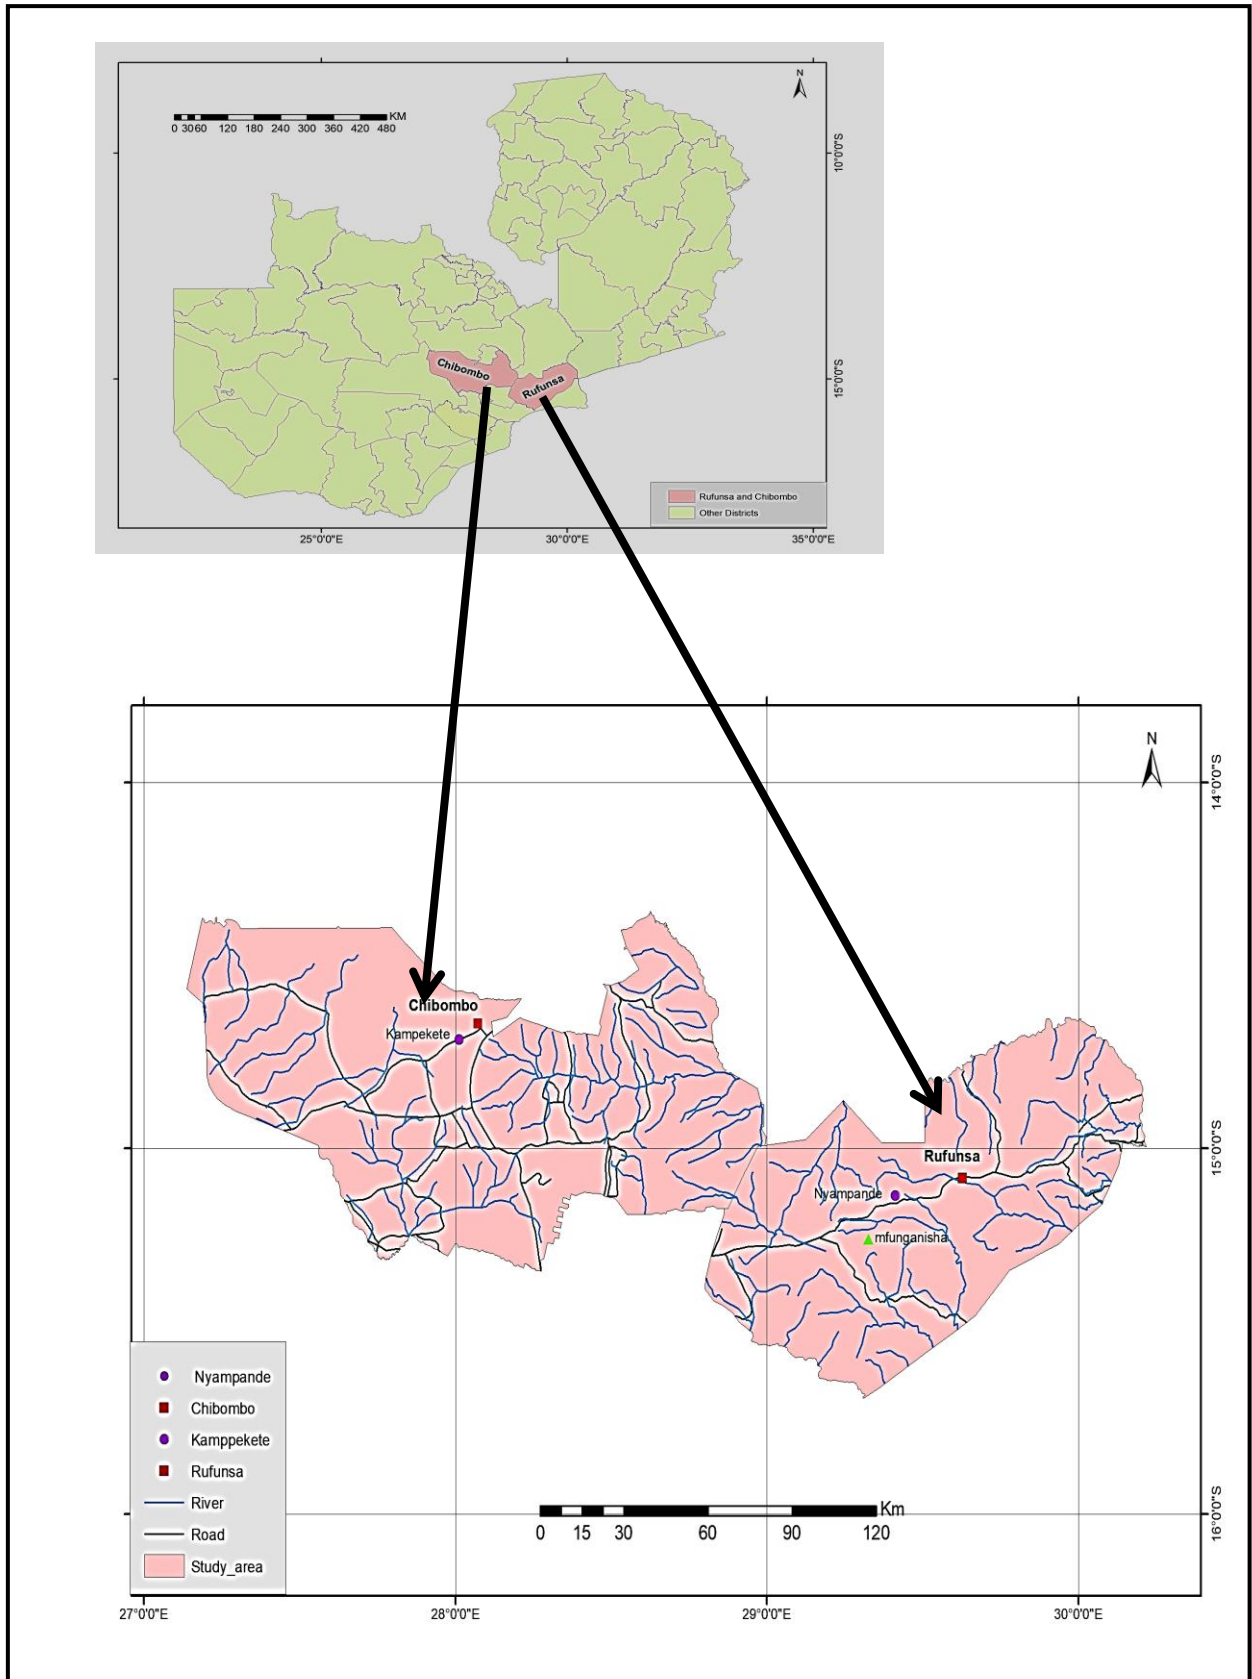 N
KM
0 30 60 120 180 240 300 360 420 480
10°0'0"S
Chibombo
Rufunsa
15°0'0"S
Rufunsa and Chibombo
Other Districts
25°0'0"E 30°0'0"E 35°0'0"E
N
14°0'0"S
Chibombo
Kampekete
15°0'0"S
Rufunsa
Nyampande
mfunganisha
Nyampande
Chibombo
Kamppekete
Rufunsa
River
Road
Study_area
Km
0 15 30 60 90 120
16°0'0"S
27°0'0"E 28°0'0"E 29°0'0"E 30°0'0"E